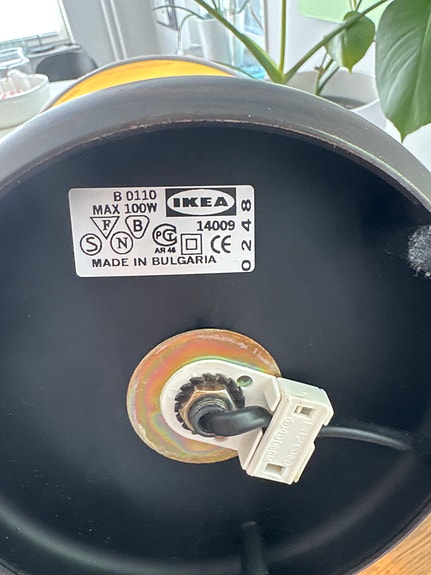 B 0110
MAX 100W
IKEA
14009
F
B
S
N
PCT
AR 46
CE
MADE IN BULGARIA
0248